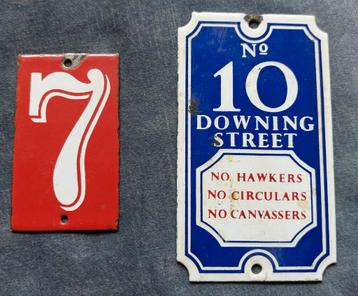 7
No
10
DOWNING
STREET
NO HAWKERS
NO CIRCULARS
NO CANVASSERS